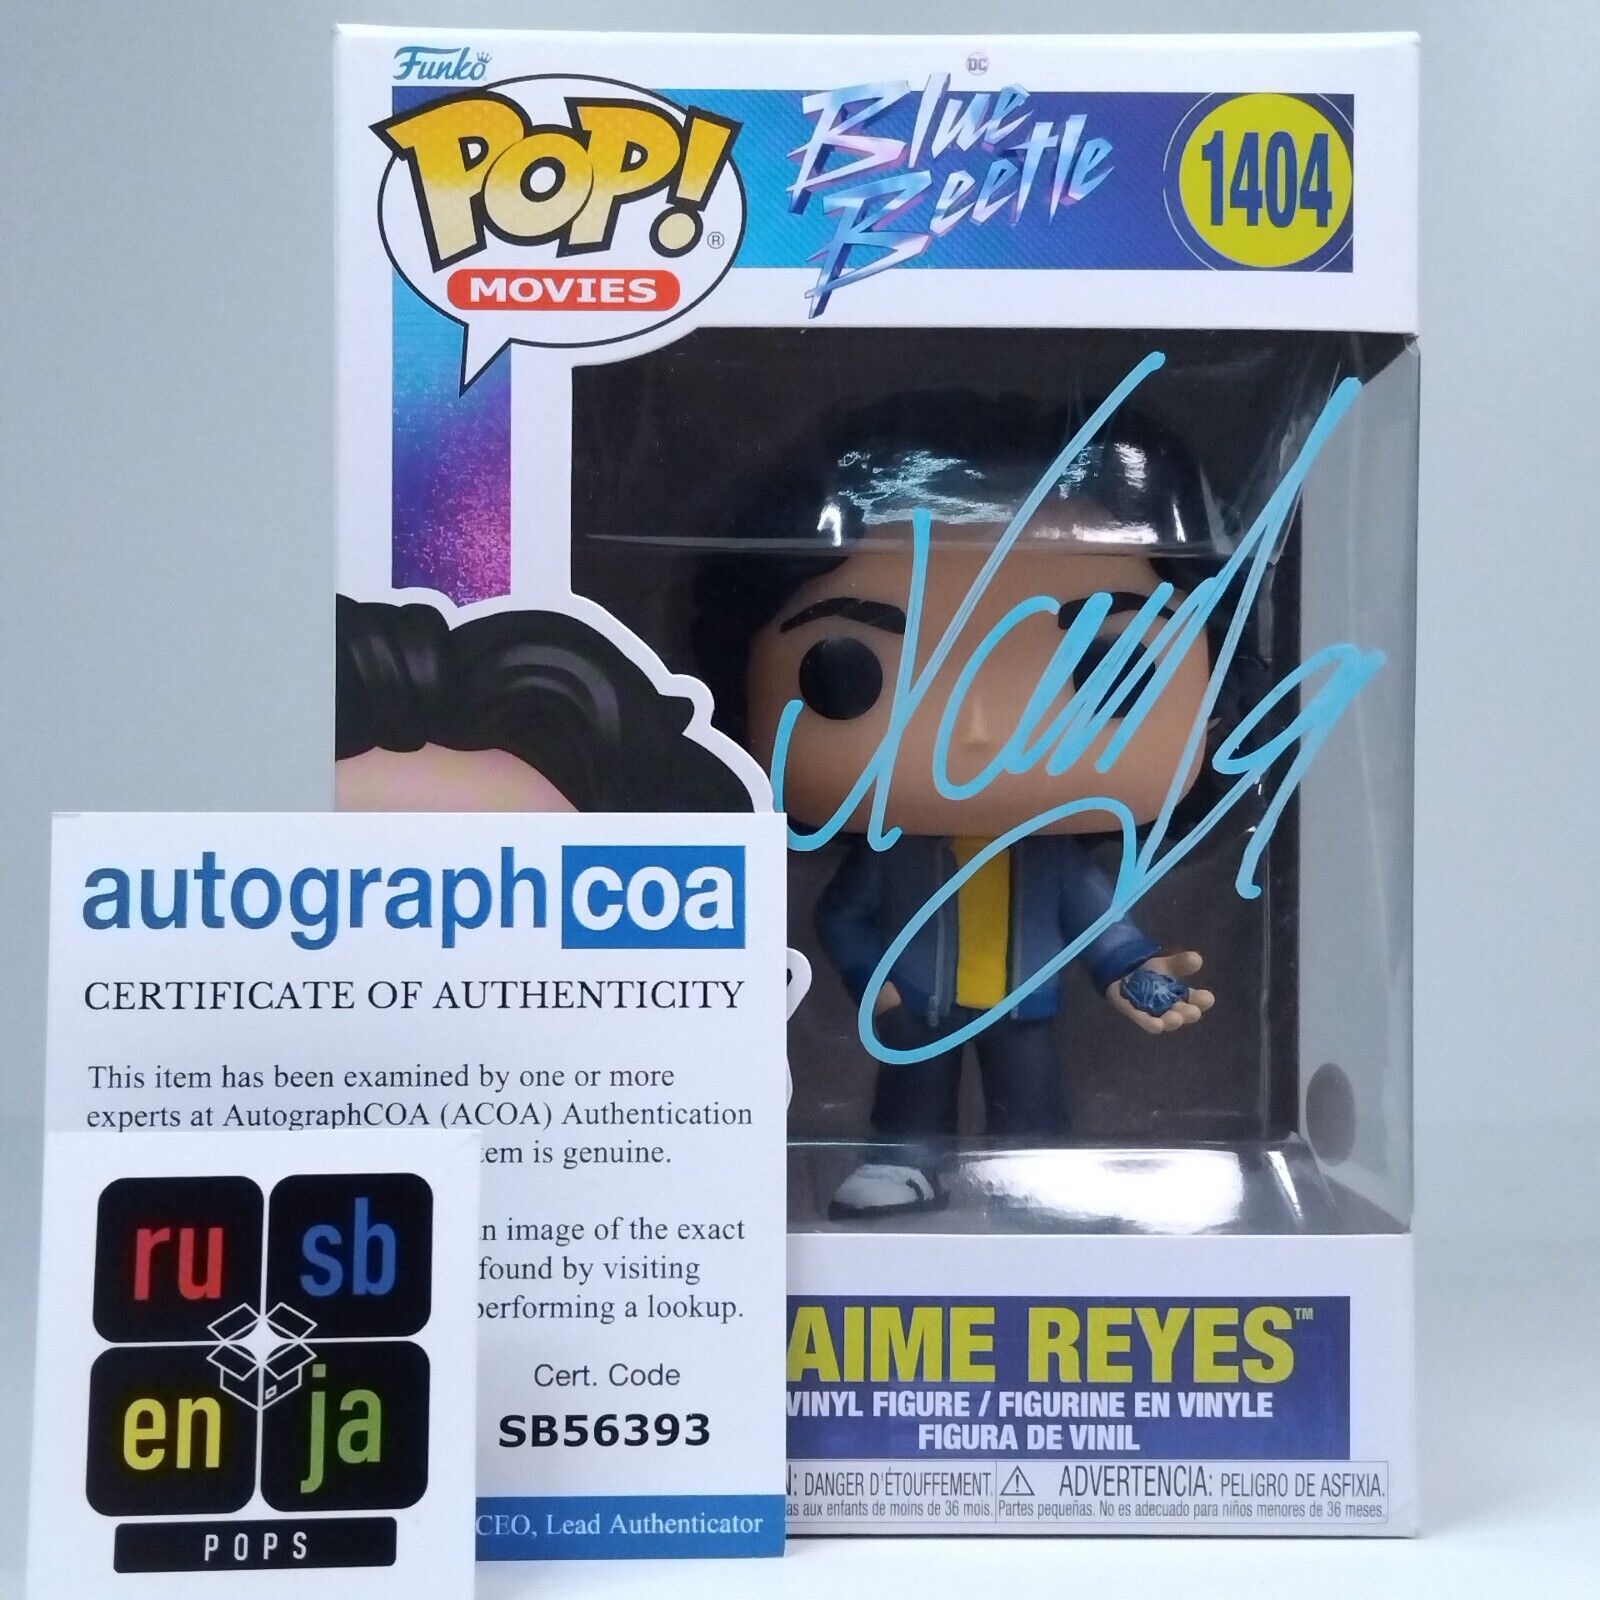 Funko
POP!®
MOVIES
DC
Blue
Beetle
1404
autograph coa
CERTIFICATE OF AUTHENTICITY
This item has been examined by one or more
experts at AutographCOA (ACOA) Authentication
tem is genuine.
n image of the exact
found by visiting
performing a lookup.
Cert. Code
SB56393
CEO, Lead Authenticator
ru sb
en ja
POPS
AIME REYES™
VINYL FIGURE / FIGURINE EN VINYLE
FIGURA DE VINIL
N: DANGER D'ÉTOUFFEMENT.
as aux enfants de moins de 36 mois.
ADVERTENCIA: PELIGRO DE ASFIXIA.
Partes pequeñas. No es adecuado para niños menores de 36 meses.